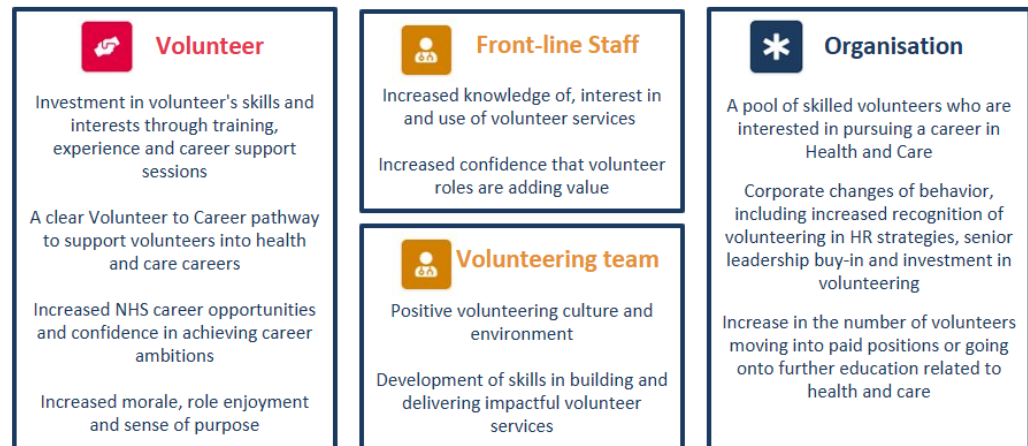 Volunteer
Investment in volunteer's skills and
interests through training,
experience and career support
sessions
A clear Volunteer to Career pathway
to support volunteers into health
and care careers
Increased NHS career opportunities
and confidence in achieving career
ambitions
Increased morale, role enjoyment
and sense of purpose
Front-line Staff
Increased knowledge of, interest in
and use of volunteer services
Increased confidence that volunteer
roles are adding value
Volunteering team
Positive volunteering culture and
environment
Development of skills in building and
delivering impactful volunteer
services
Organisation
A pool of skilled volunteers who are
interested in pursuing a career in
Health and Care
Corporate changes of behavior,
including increased recognition of
volunteering in HR strategies, senior
leadership buy-in and investment in
volunteering
Increase in the number of volunteers
moving into paid positions or going
onto further education related to
health and care